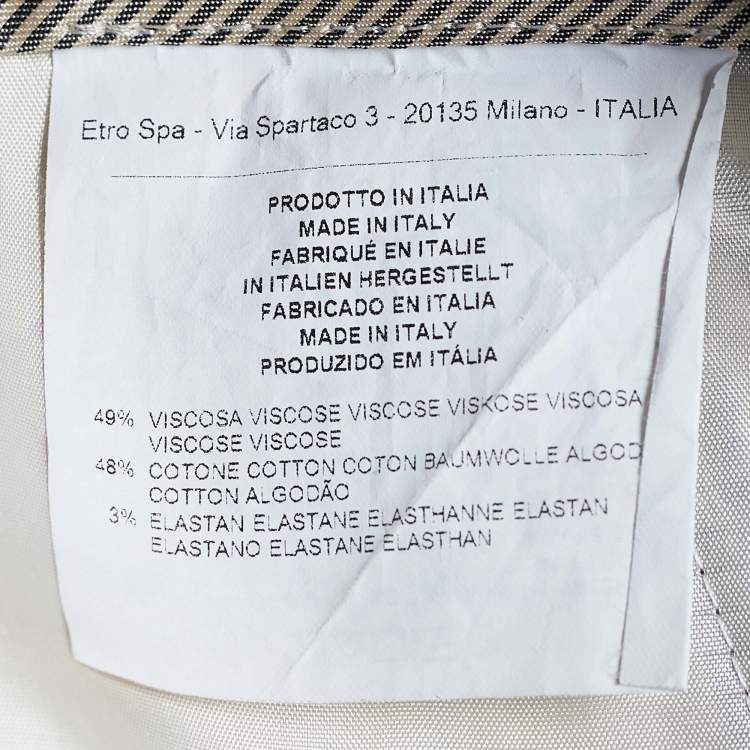 Etro Spa - Via Spartaco 3 - 20135 Milano - ITALIA
PRODOTTO IN ITALIA
MADE IN ITALY
FABRIQUÉ EN ITALIE
IN ITALIEN HERGESTELLT
FABRICADO EN ITALIA
MADE IN ITALY
PRODUZIDO EM ITÁLIA
49% VISCOSA VISCOSE VISCOSE VISKOSE VISCOSA
VISCOSE VISCOSE
48% COTONE COTTON COTON BAUMWOLLE ALGOD
COTTON ALGODÃO
3% ELASTAN ELASTANE ELASTHANNE ELASTAN
ELASTANO ELASTANE ELASTHAN